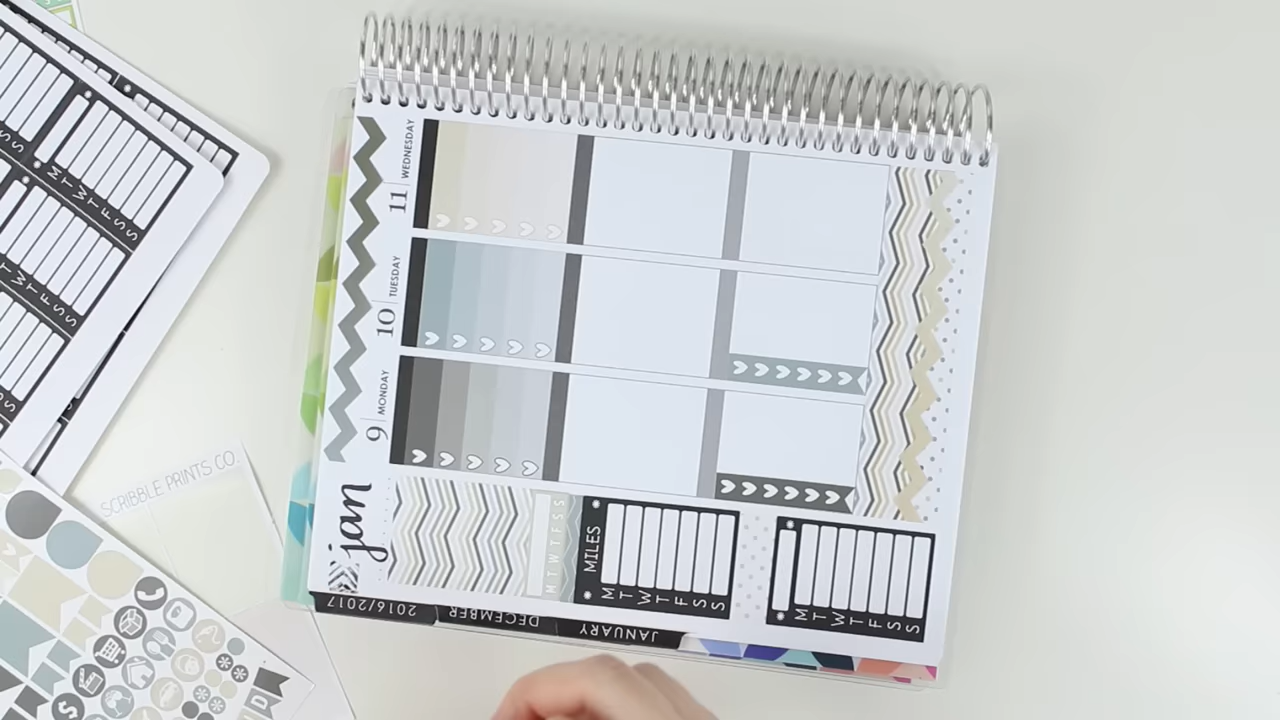 11 WEDNESDAY
10 TUESDAY
9 MONDAY
jan
M T W T F S S
MILES
M T W T F S S
M T W T F S S
2016/2017
DECEMBER
JANUARY
SCRIBBLE PRINTS CO.
M T W T F S S